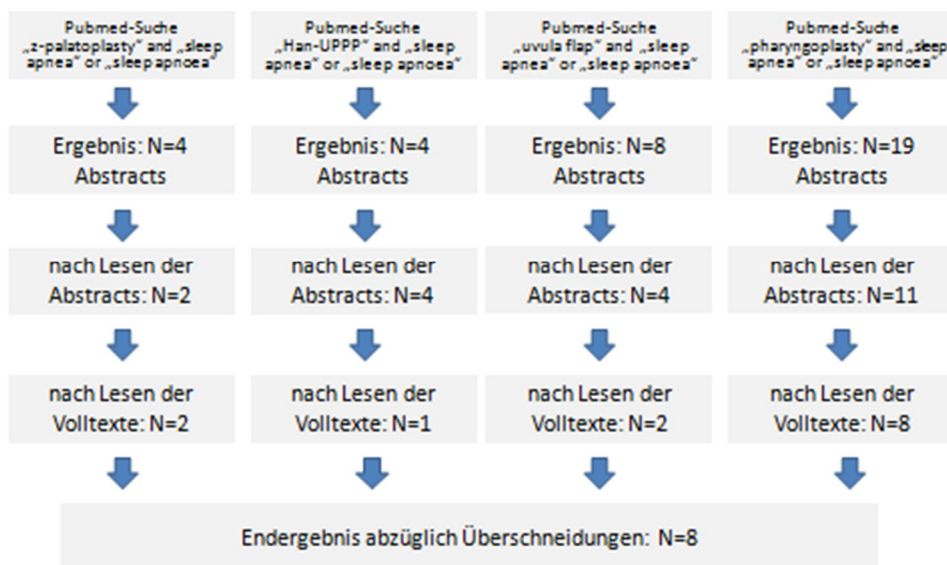 Pubmed-Suche
„z-palatoplasty" and „sleep
apnea" or „sleep apnoea"
Pubmed-Suche
„Han-UPPP" and „sleep
apnea" or „sleep apnoea"
Pubmed-Suche
„uvula flap" and „sleep
apnea" or „sleep apnoea"
Pubmed-Suche
„pharyngoplasty" and „sleep
apnea" or „sleep apnoea"
Ergebnis: N=4
Abstracts
Ergebnis: N=4
Abstracts
Ergebnis: N=8
Abstracts
Ergebnis: N=19
Abstracts
nach Lesen der
Abstracts: N=2
nach Lesen der
Abstracts: N=4
nach Lesen der
Abstracts: N=4
nach Lesen der
Abstracts: N=11
nach Lesen der
Volltexte: N=2
nach Lesen der
Volltexte: N=1
nach Lesen der
Volltexte: N=2
nach Lesen der
Volltexte: N=8
Endergebnis abzüglich Überschneidungen: N=8